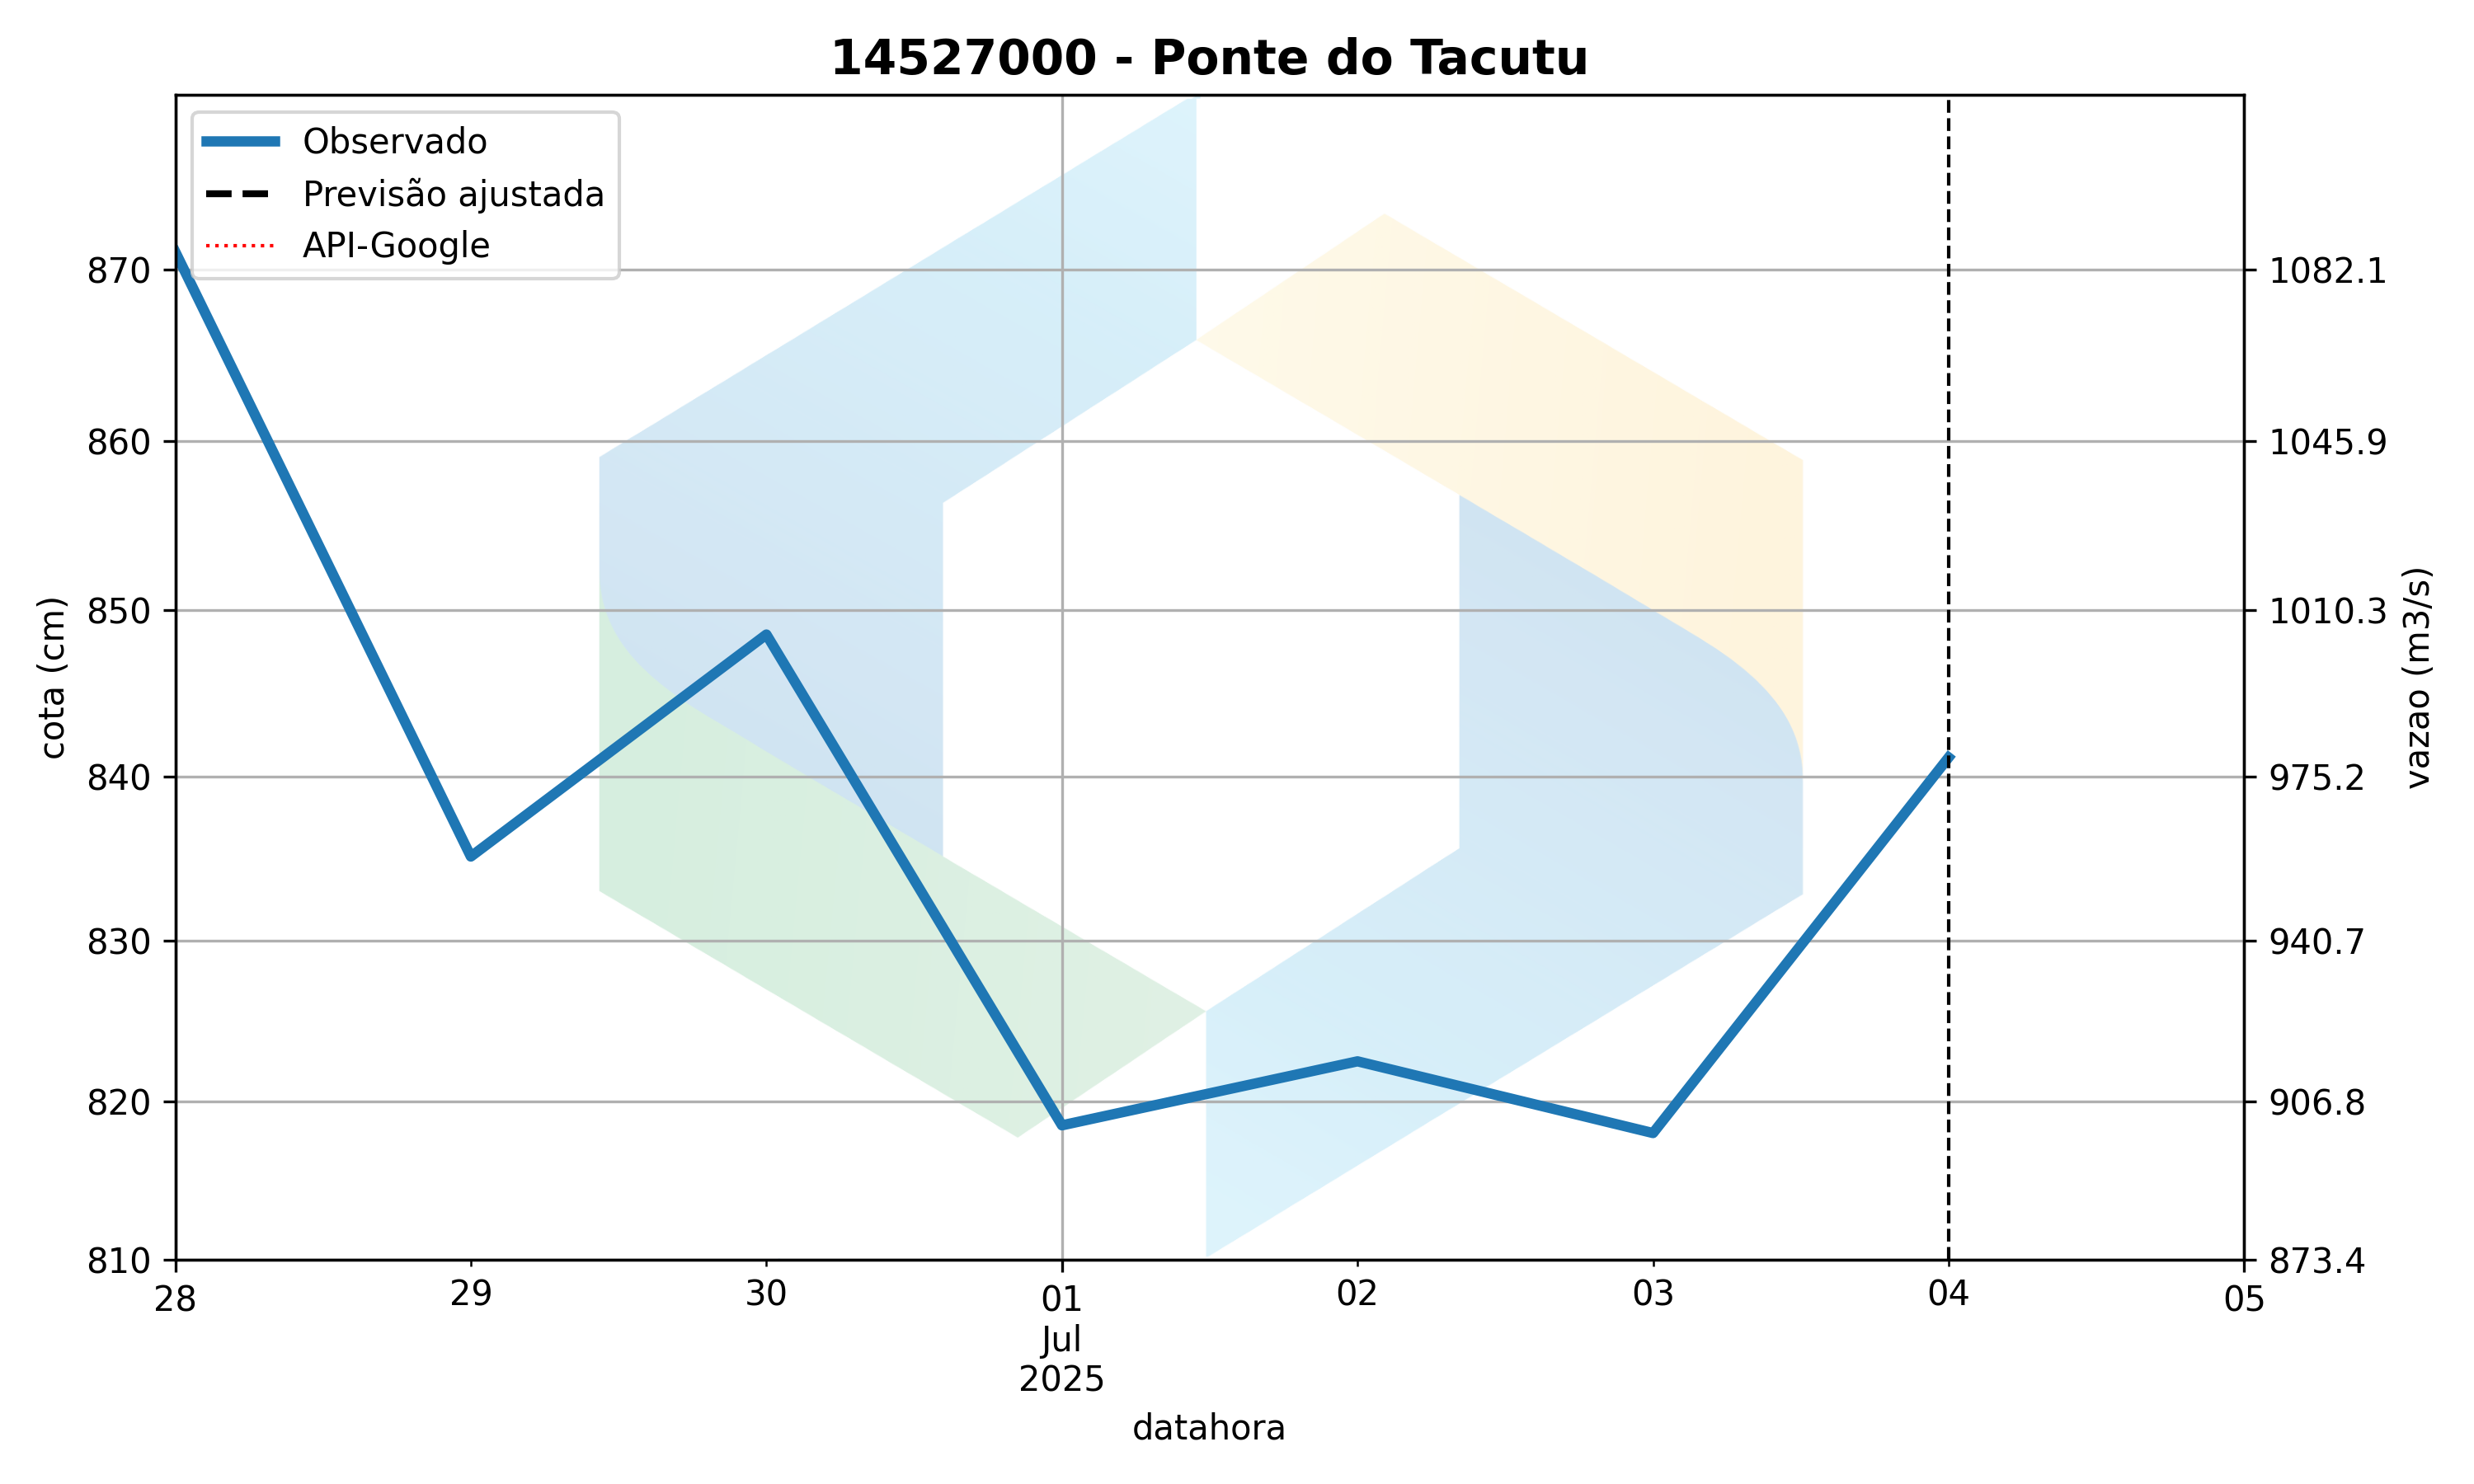 14527000 - Ponte do Tacutu
Observado
Previsão ajustada
API-Google
870
860
850
840
830
820
810
cota (cm)
1082.1
1045.9
1010.3
975.2
940.7
906.8
873.4
vazao (m3/s)
28
29
30
01
02
03
04
05
Jul
2025
datahora